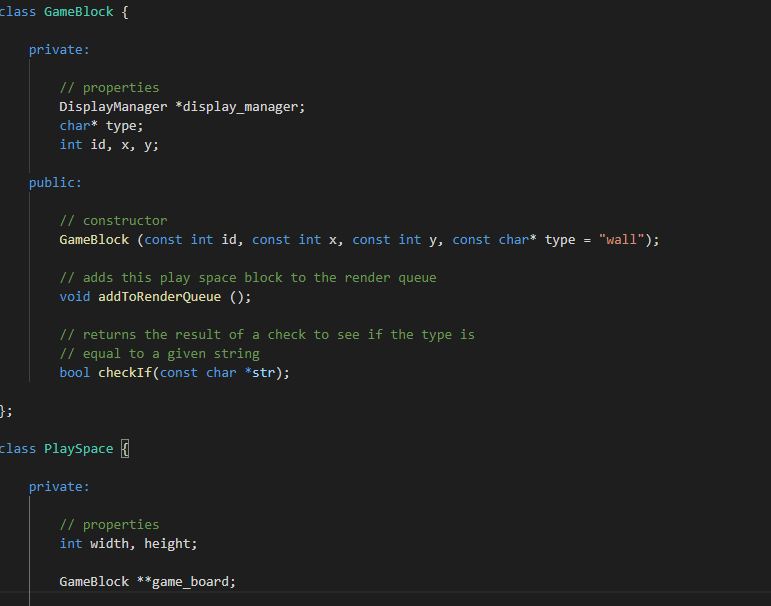 class GameBlock {
private:
// properties
DisplayManager *display_manager;
char* type;
int id, x, y;
public:
// constructor
GameBlock (const int id, const int x, const int y, const char* type = "wall");
// adds this play space block to the render queue
void addToRenderQueue ();
// returns the result of a check to see if the type is
// equal to a given string
bool checkIf(const char *str);
};
class PlaySpace {
private:
// properties
int width, height;
GameBlock **game_board;